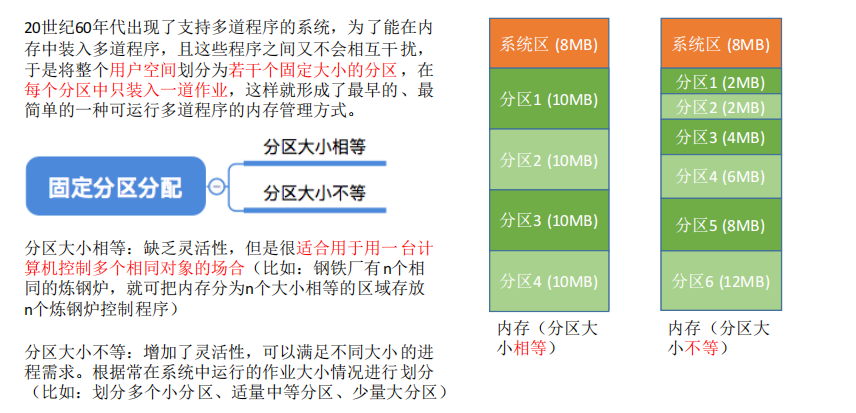 20世纪60年代出现了支持多道程序的系统，为了能在内
存中装入多道程序，且这些程序之间又不会相互干扰，
于是将整个用户空间划分为若干个固定大小的分区，在
每个分区中只装入一道作业，这样就形成了最早的、最
简单的一种可运行多道程序的内存管理方式。
固定分区分配
分区大小相等
分区大小不等
分区大小相等：缺乏灵活性，但是很适合用于用一台计
算机控制多个相同对象的场合（比如：钢铁厂有n个相
同的炼钢炉，就可把内存分为n个大小相等的区域存放
n个炼钢炉控制程序）
分区大小不等：增加了灵活性，可以满足不同大小的进
程需求。根据常在系统中运行的作业大小情况进行划分
（比如：划分多个小分区、适量中等分区、少量大分区）
系统区 (8MB)
分区1 (10MB)
分区2 (10MB)
分区3 (10MB)
分区4 (10MB)
内存（分区大
小相等）
系统区 (8MB)
分区1 (2MB)
分区2 (2MB)
分区3 (4MB)
分区4 (6MB)
分区5 (8MB)
分区6 (12MB)
内存（分区大
小不等）